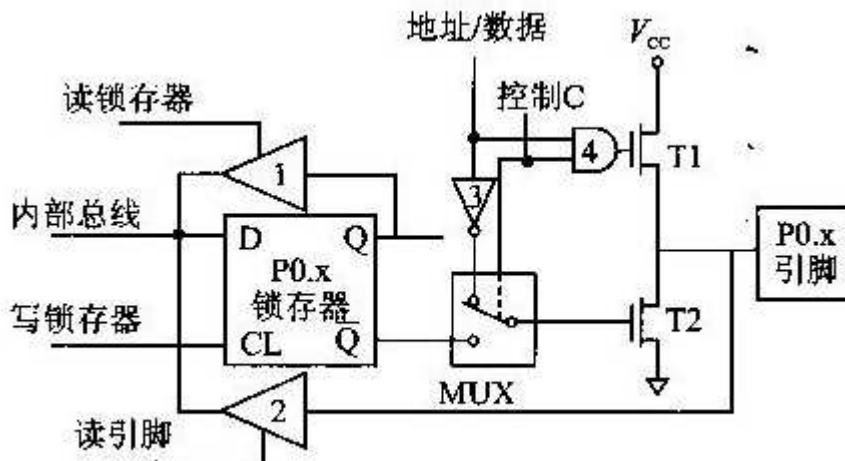 地址/数据
Vcc
控制C
读锁存器
4
T1
1
3
内部总线
D
Q
P0.x
锁存器
P0.x
引脚
写锁存器
CL
Q̅
T2
MUX
2
读引脚